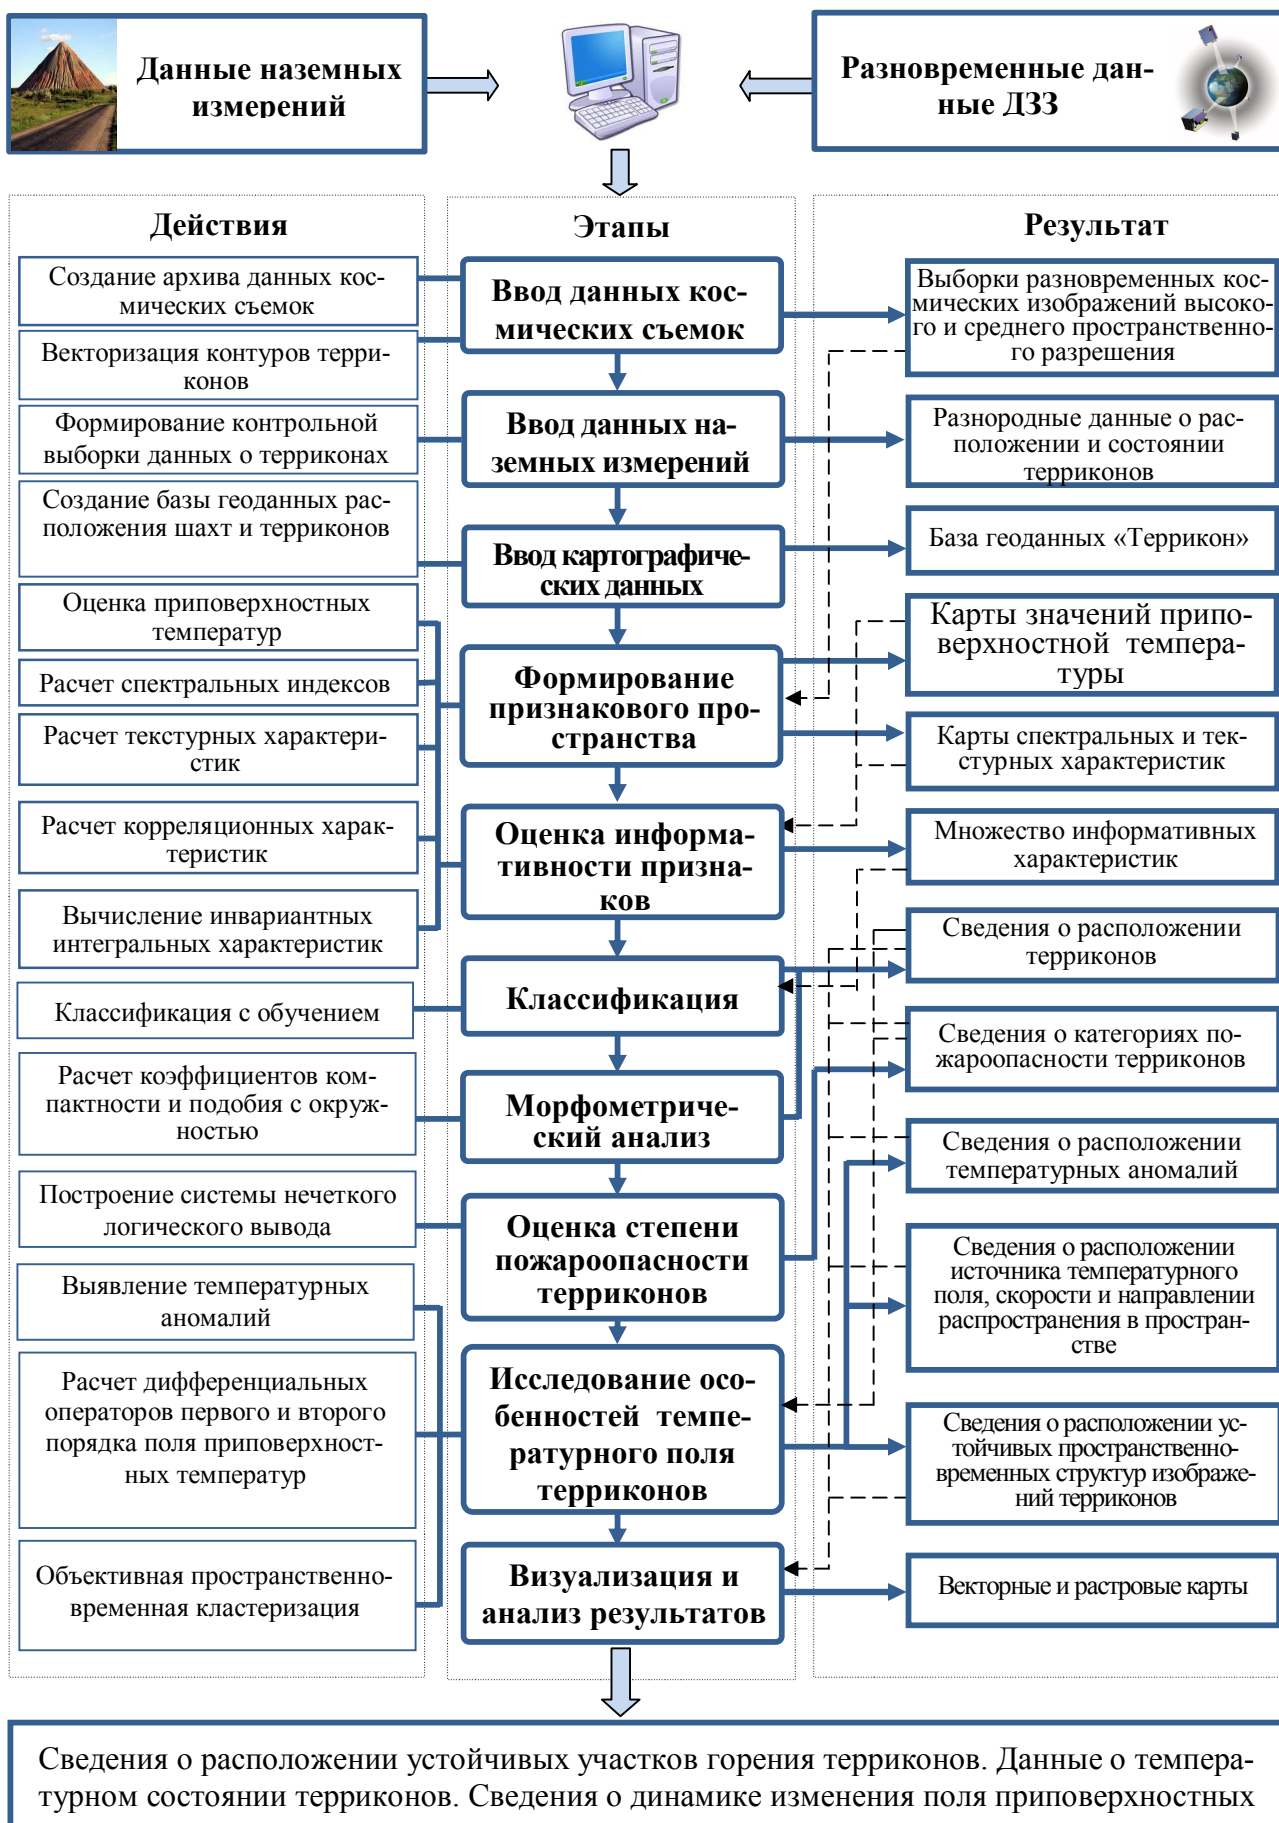 Данные наземных
измерений
Разновременные дан-
ные ДЗЗ
Действия
Создание архива данных кос-
мических съемок
Векторизация контуров терри-
конов
Формирование контрольной
выборки данных о терриконах
Создание базы геоданных рас-
положения шахт и терриконов
Оценка приповерхностных
температур
Расчет спектральных индексов
Расчет текстурных характери-
стик
Расчет корреляционных харак-
теристик
Вычисление инвариантных
интегральных характеристик
Классификация с обучением
Расчет коэффициентов ком-
пактности и подобия с окруж-
ностью
Построение системы нечеткого
логического вывода
Выявление температурных
аномалий
Расчет дифференциальных
операторов первого и второго
порядка поля приповерхност-
ных температур
Объективная пространственно-
временная кластеризация
Этапы
Ввод данных кос-
мических съемок
Ввод данных на-
земных измерений
Ввод картографиче-
ских данных
Формирование
признакового про-
странства
Оценка информа-
тивности призна-
ков
Классификация
Морфометриче-
ский анализ
Оценка степени
пожароопасности
терриконов
Исследование осо-
бенностей темпе-
ратурного поля
терриконов
Визуализация и
анализ результатов
Результат
Выборки разновременных кос-
мических изображений высоко-
го и среднего пространственно-
го разрешения
Разнородные данные о рас-
положении и состоянии
терриконов
База геоданных «Террикон»
Карты значений припо-
верхностной темпера-
туры
Карты спектральных и тек-
стурных характеристик
Множество информативных
характеристик
Сведения о расположении
терриконов
Сведения о категориях по-
жароопасности терриконов
Сведения о расположении
температурных аномалий
Сведения о расположении
источника температурного
поля, скорости и направлении
распространения в простран-
стве
Сведения о расположении ус-
тойчивых пространственно-
временных структур изображе-
ний терриконов
Векторные и растровые карты
Сведения о расположении устойчивых участков горения терриконов. Данные о темпера-
турном состоянии терриконов. Сведения о динамике изменения поля приповерхностных